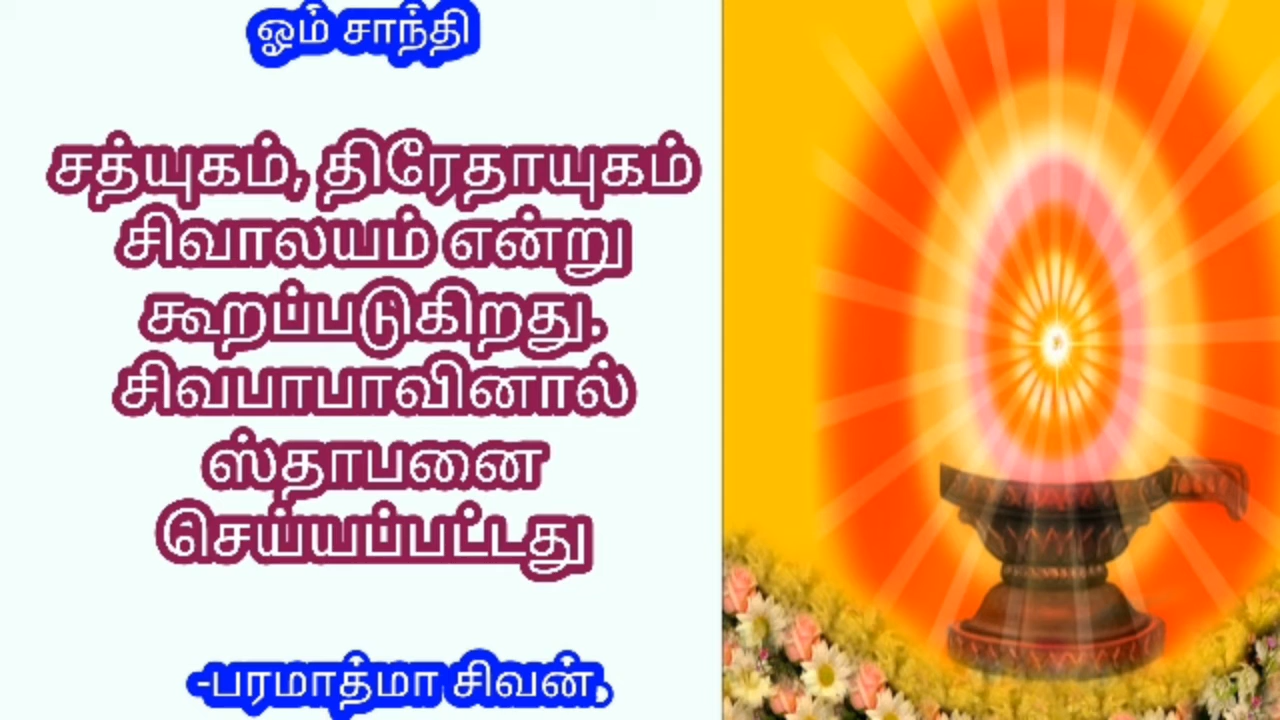 ஓம் சாந்தி
சத்யுகம், திரேதாயுகம்
சிவாலயம் என்று
கூறப்படுகிறது.
சிவபாபாவினால்
ஸ்தாபனை
செய்யப்பட்டது
-பரமாத்மா சிவன்,